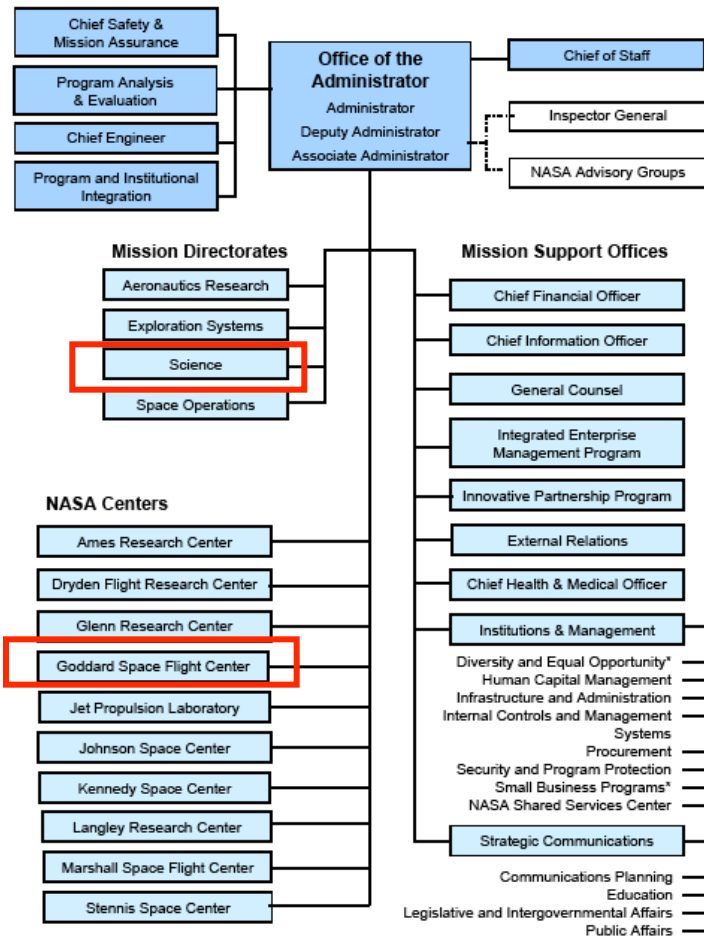 Chief Safety &
Mission Assurance
Program Analysis
& Evaluation
Chief Engineer
Program and Institutional
Integration
Office of the
Administrator
Administrator
Deputy Administrator
Associate Administrator
Chief of Staff
Inspector General
NASA Advisory Groups
Mission Directorates
Aeronautics Research
Exploration Systems
Science
Space Operations
NASA Centers
Ames Research Center
Dryden Flight Research Center
Glenn Research Center
Goddard Space Flight Center
Jet Propulsion Laboratory
Johnson Space Center
Kennedy Space Center
Langley Research Center
Marshall Space Flight Center
Stennis Space Center
Mission Support Offices
Chief Financial Officer
Chief Information Officer
General Counsel
Integrated Enterprise
Management Program
Innovative Partnership Program
External Relations
Chief Health & Medical Officer
Institutions & Management
Diversity and Equal Opportunity*
Human Capital Management
Infrastructure and Administration
Internal Controls and Management
Systems
Procurement
Security and Program Protection
Small Business Programs*
NASA Shared Services Center
Strategic Communications
Communications Planning
Education
Legislative and Intergovernmental Affairs
Public Affairs